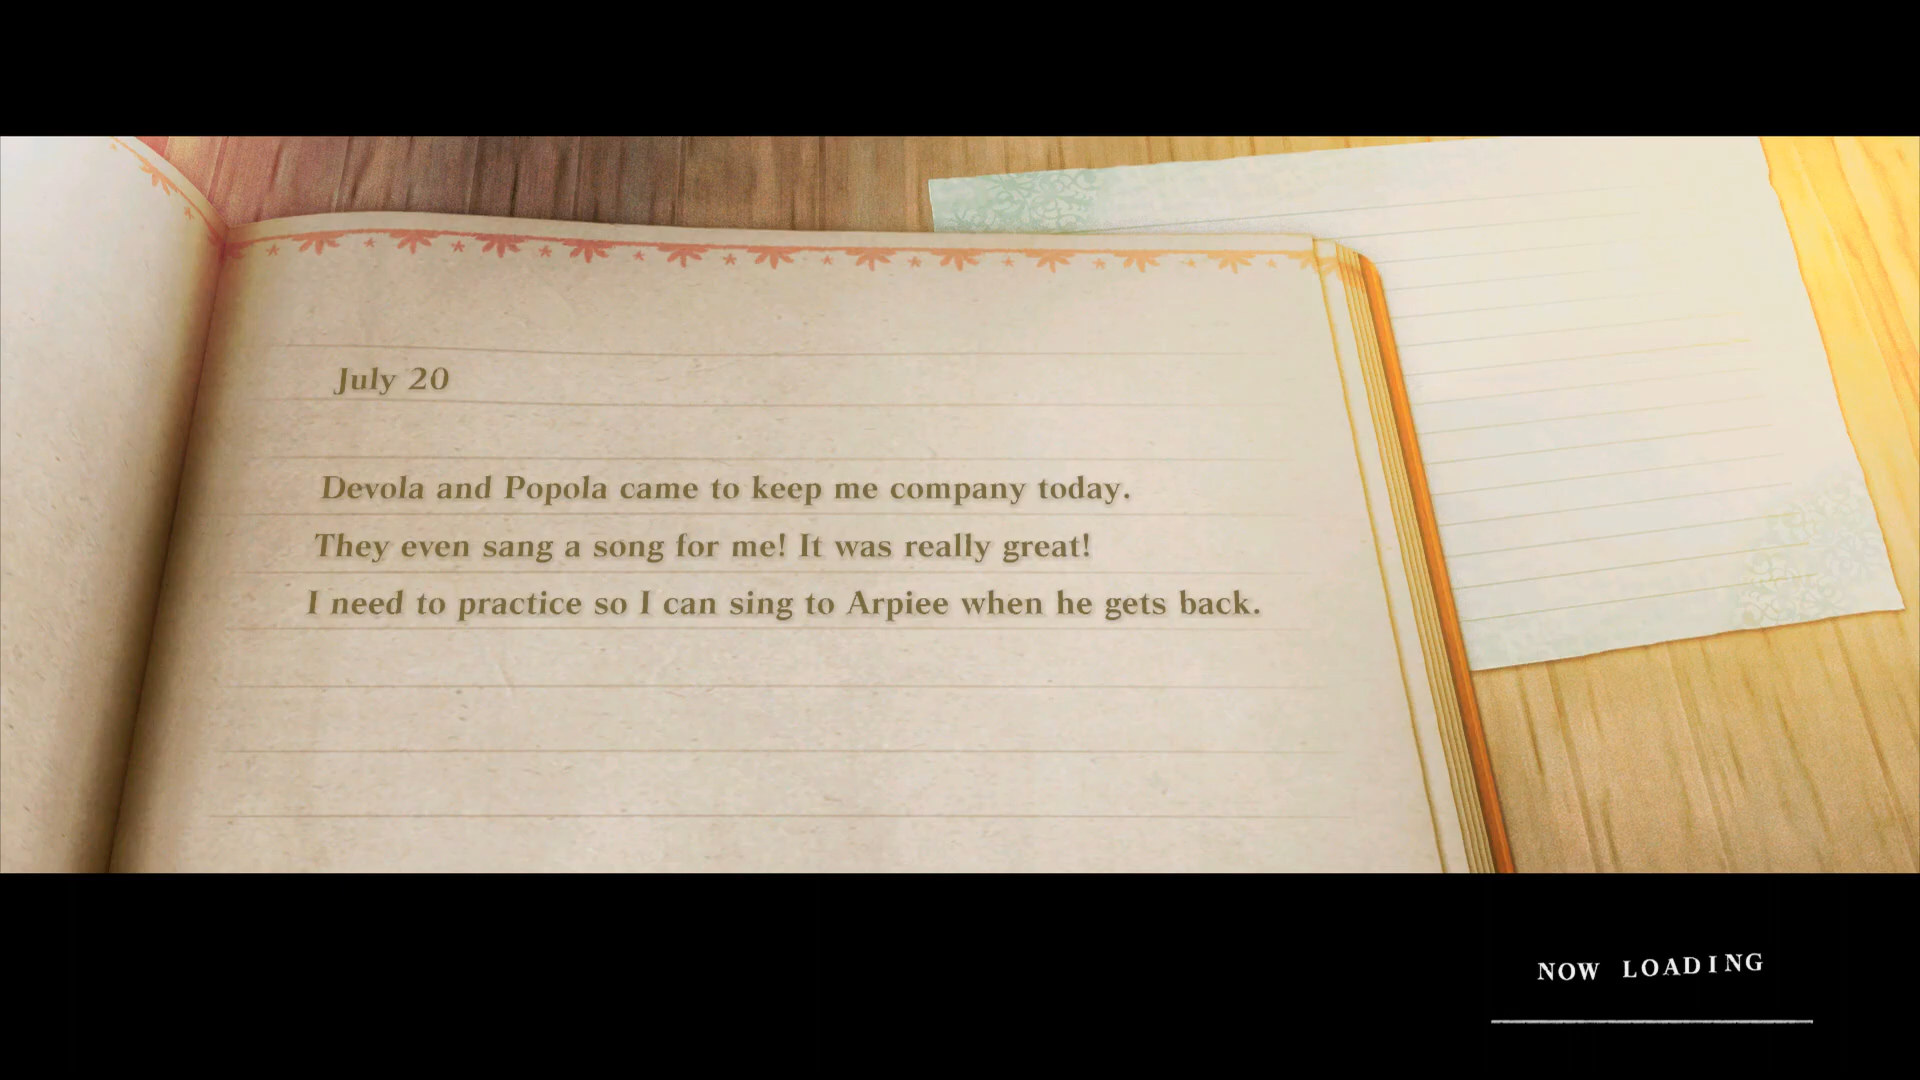 July 20
Devola and Popola came to keep me company today.
They even sang a song for me! It was really great!
I need to practice so I can sing to Arpiee when he gets back.
NOW LOADING